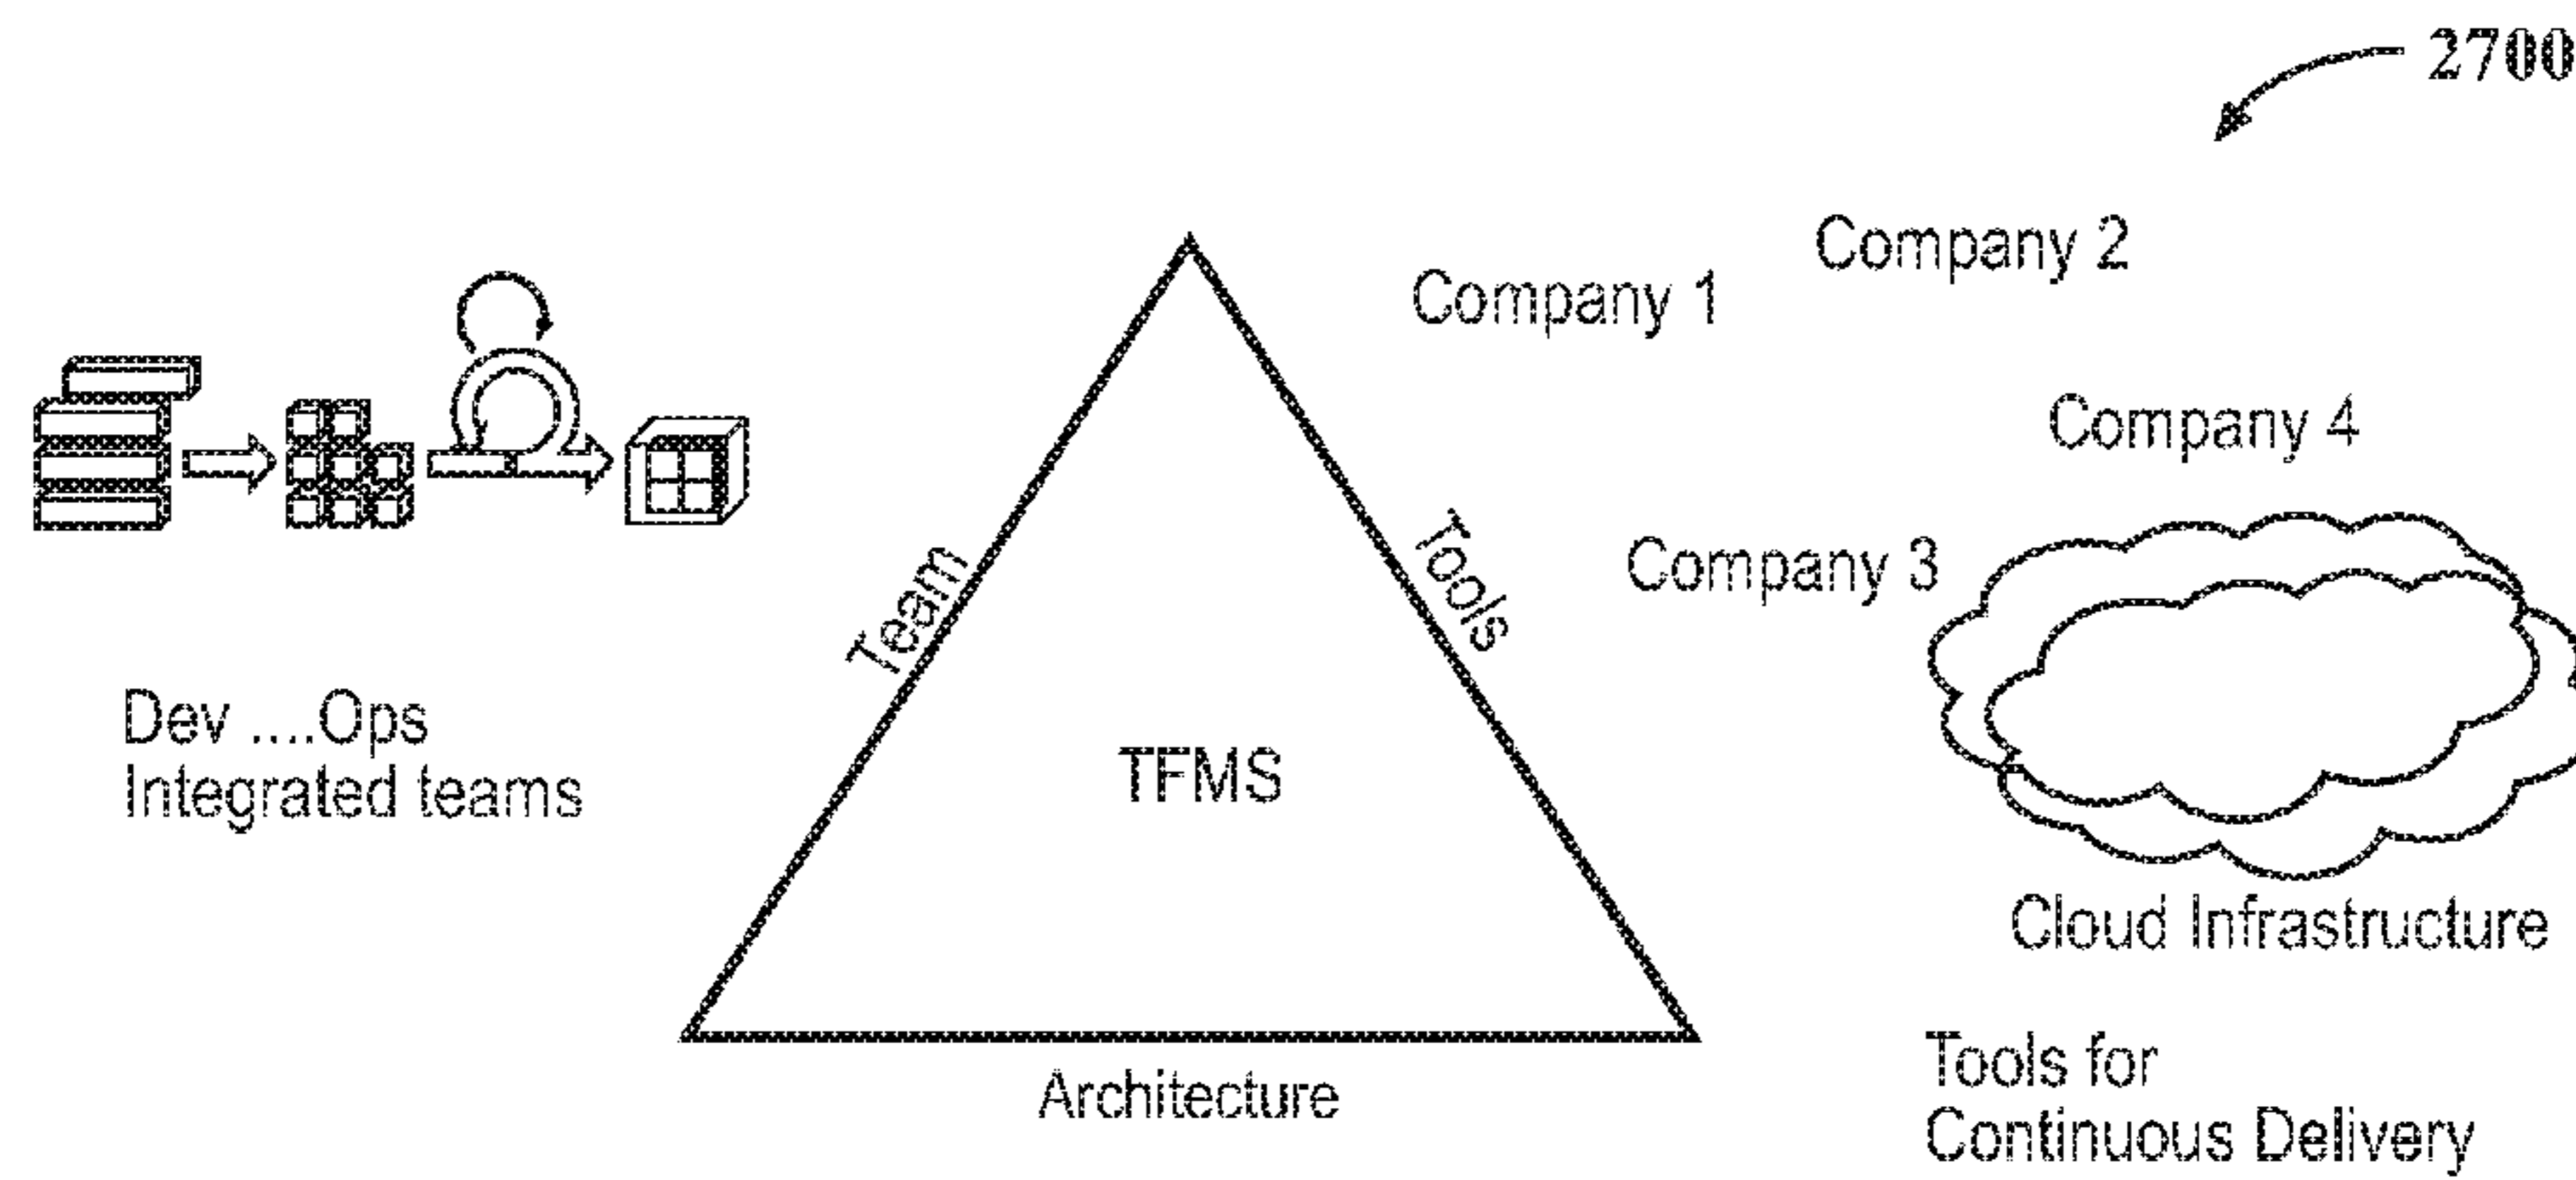 2700
Company 2
Company 1
Company 4
Company 3
Team
Tools
Dev ....Ops
Integrated teams
TFMS
Cloud Infrastructure
Architecture
Tools for
Continuous Delivery